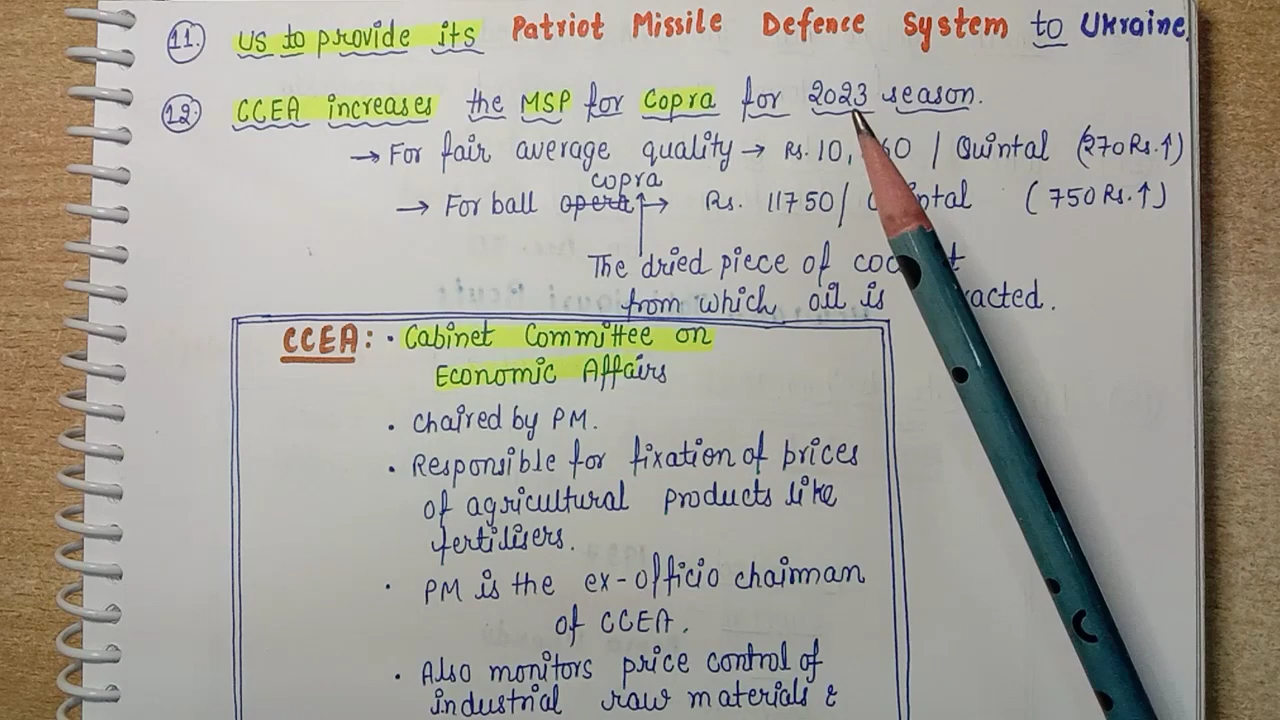 11. US to provide its Patriot Missile Defence System to Ukraine.
12. CCEA increases the MSP for Copra for 2023 season.
→ For fair average quality → Rs. 10, 60 / Quintal (270 Rs.↑)
copra
→ For ball opera → Rs. 11750/ (750 Rs.↑)
The dried piece of
from which oil is
CCEA: • Cabinet Committee on
Economic Affairs
• Chaired by PM.
• Responsible for fixation of prices
of agricultural products like
fertilisers.
• PM is the ex-officio chairman
of CCEA.
• Also monitors price control of
industrial raw materials &